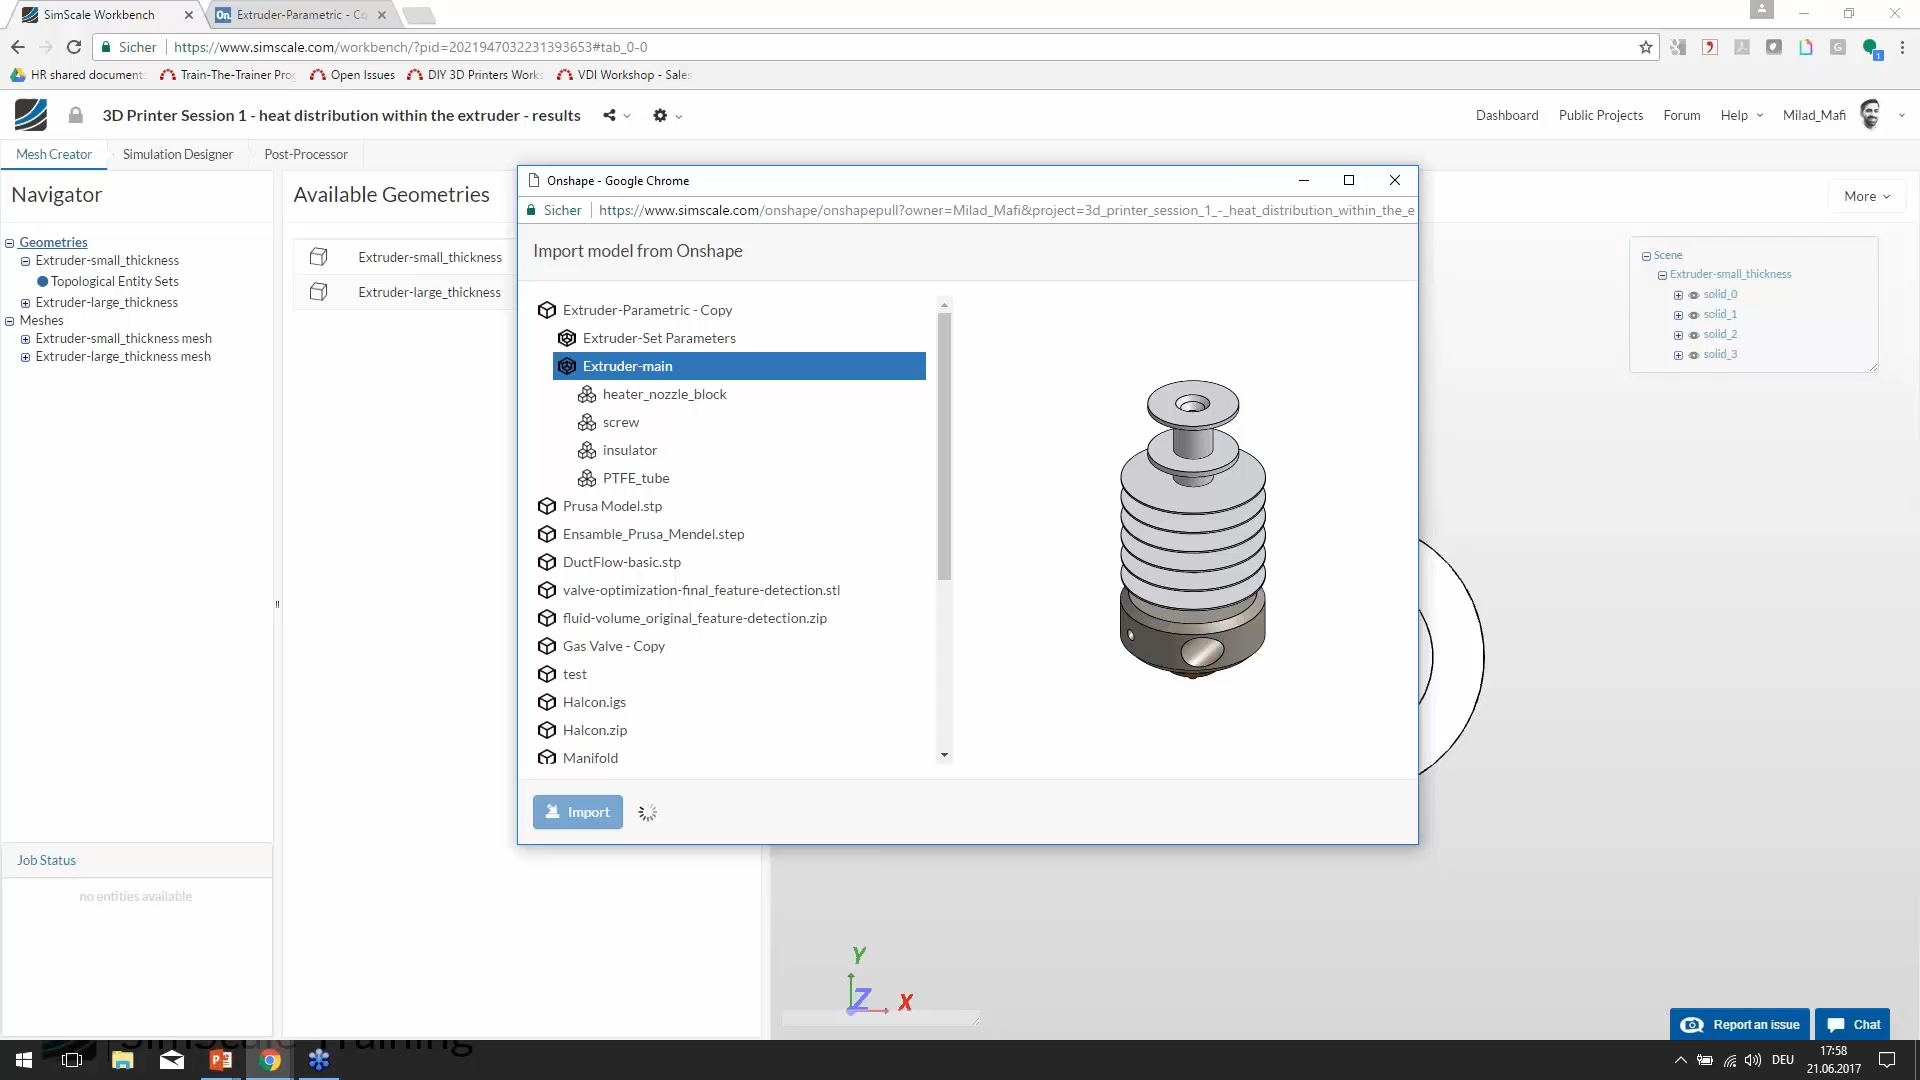 SimScale Workbench
On Extruder-Parametric - Co
Sicher https://www.simscale.com/workbench/?pid=2021947032231393653#tab_0-0
HR shared document
Train-The-Trainer Prog
Open Issues
DIY 3D Printers Works
VDI Workshop - Sales
3D Printer Session 1 - heat distribution within the extruder - results
Dashboard
Public Projects
Forum
Help
Milad_Mafi
Mesh Creator
Simulation Designer
Post-Processor
Navigator
Geometries
Extruder-small_thickness
Topological Entity Sets
Extruder-large_thickness
Meshes
Extruder-small_thickness mesh
Extruder-large_thickness mesh
Job Status
no entities available
Available Geometries
Extruder-small_thickness
Extruder-large_thickness
Onshape - Google Chrome
Sicher https://www.simscale.com/onshape/onshapepull?owner=Milad_Mafi&project=3d_printer_session_1_-_heat_distribution_within_the_e
Import model from Onshape
Extruder-Parametric - Copy
Extruder-Set Parameters
Extruder-main
heater_nozzle_block
screw
insulator
PTFE_tube
Prusa Model.stp
Ensamble_Prusa_Mendel.step
DuctFlow-basic.stp
valve-optimization-final_feature-detection.stl
fluid-volume_original_feature-detection.zip
Gas Valve - Copy
test
Halcon.igs
Halcon.zip
Manifold
Import
More
Scene
Extruder-small_thickness
solid_0
solid_1
solid_2
solid_3
Y
Z
X
Report an issue
Chat
SimScale Training
DEU
17:58
21.06.2017